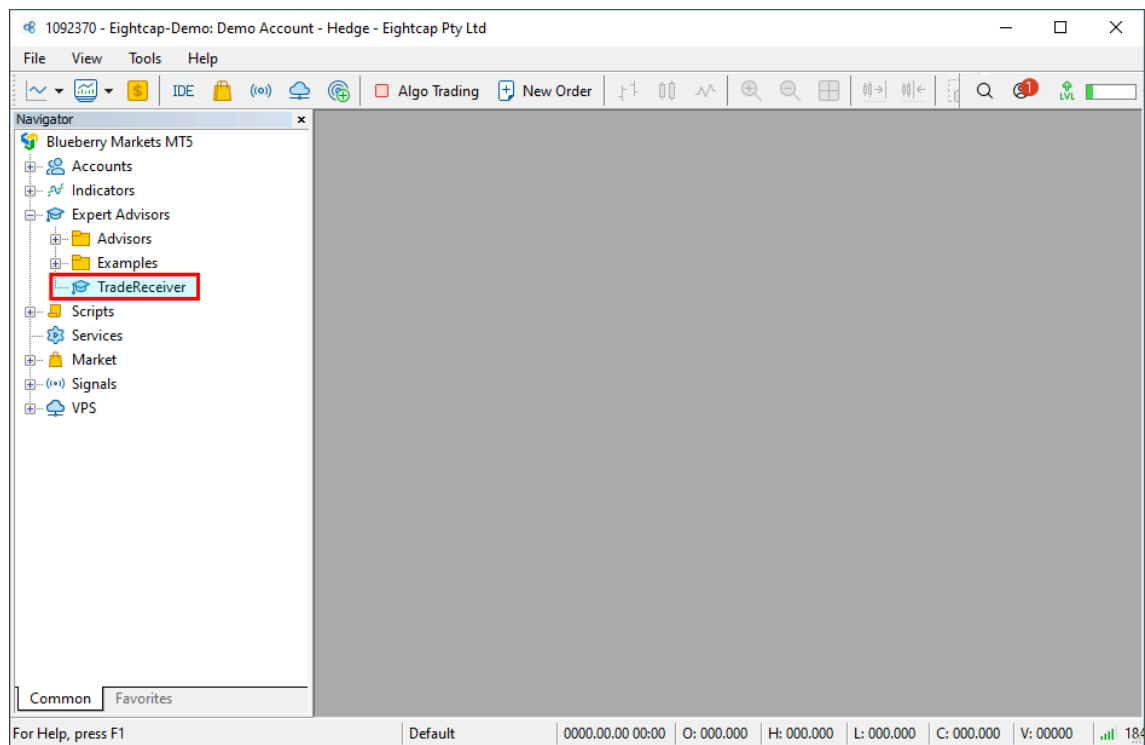 1092370 - Eightcap-Demo: Demo Account - Hedge - Eightcap Pty Ltd
File View Tools Help
$ IDE Algo Trading New Order 1 LVL
Navigator
Blueberry Markets MT5
Accounts
Indicators
Expert Advisors
Advisors
Examples
TradeReceiver
Scripts
Services
Market
Signals
VPS
Common Favorites
For Help, press F1 Default 0000.00.00 00:00 O: 000.000 H: 000.000 L: 000.000 C: 000.000 V: 00000